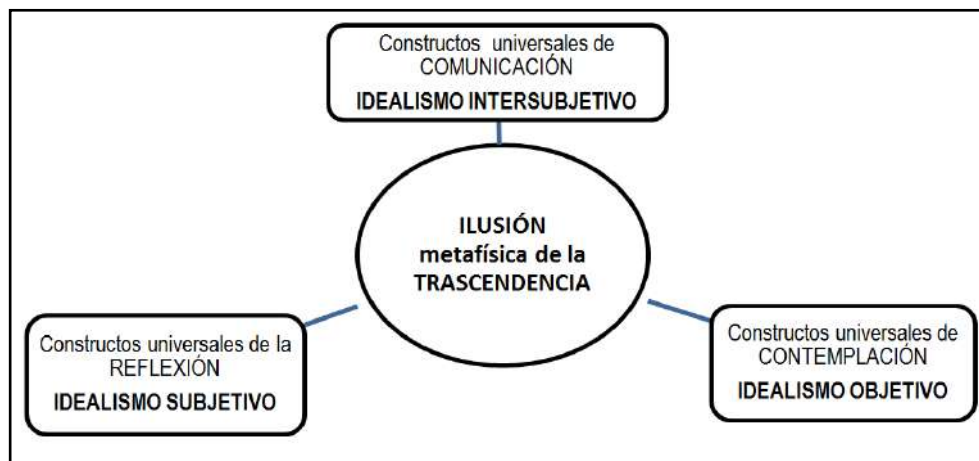 Constructos universales de
COMUNICACIÓN
IDEALISMO INTERSUBJETIVO
ILUSIÓN
metafísica de la
TRASCENDENCIA
Constructos universales de la
REFLEXIÓN
IDEALISMO SUBJETIVO
Constructos universales de
CONTEMPLACIÓN
IDEALISMO OBJETIVO